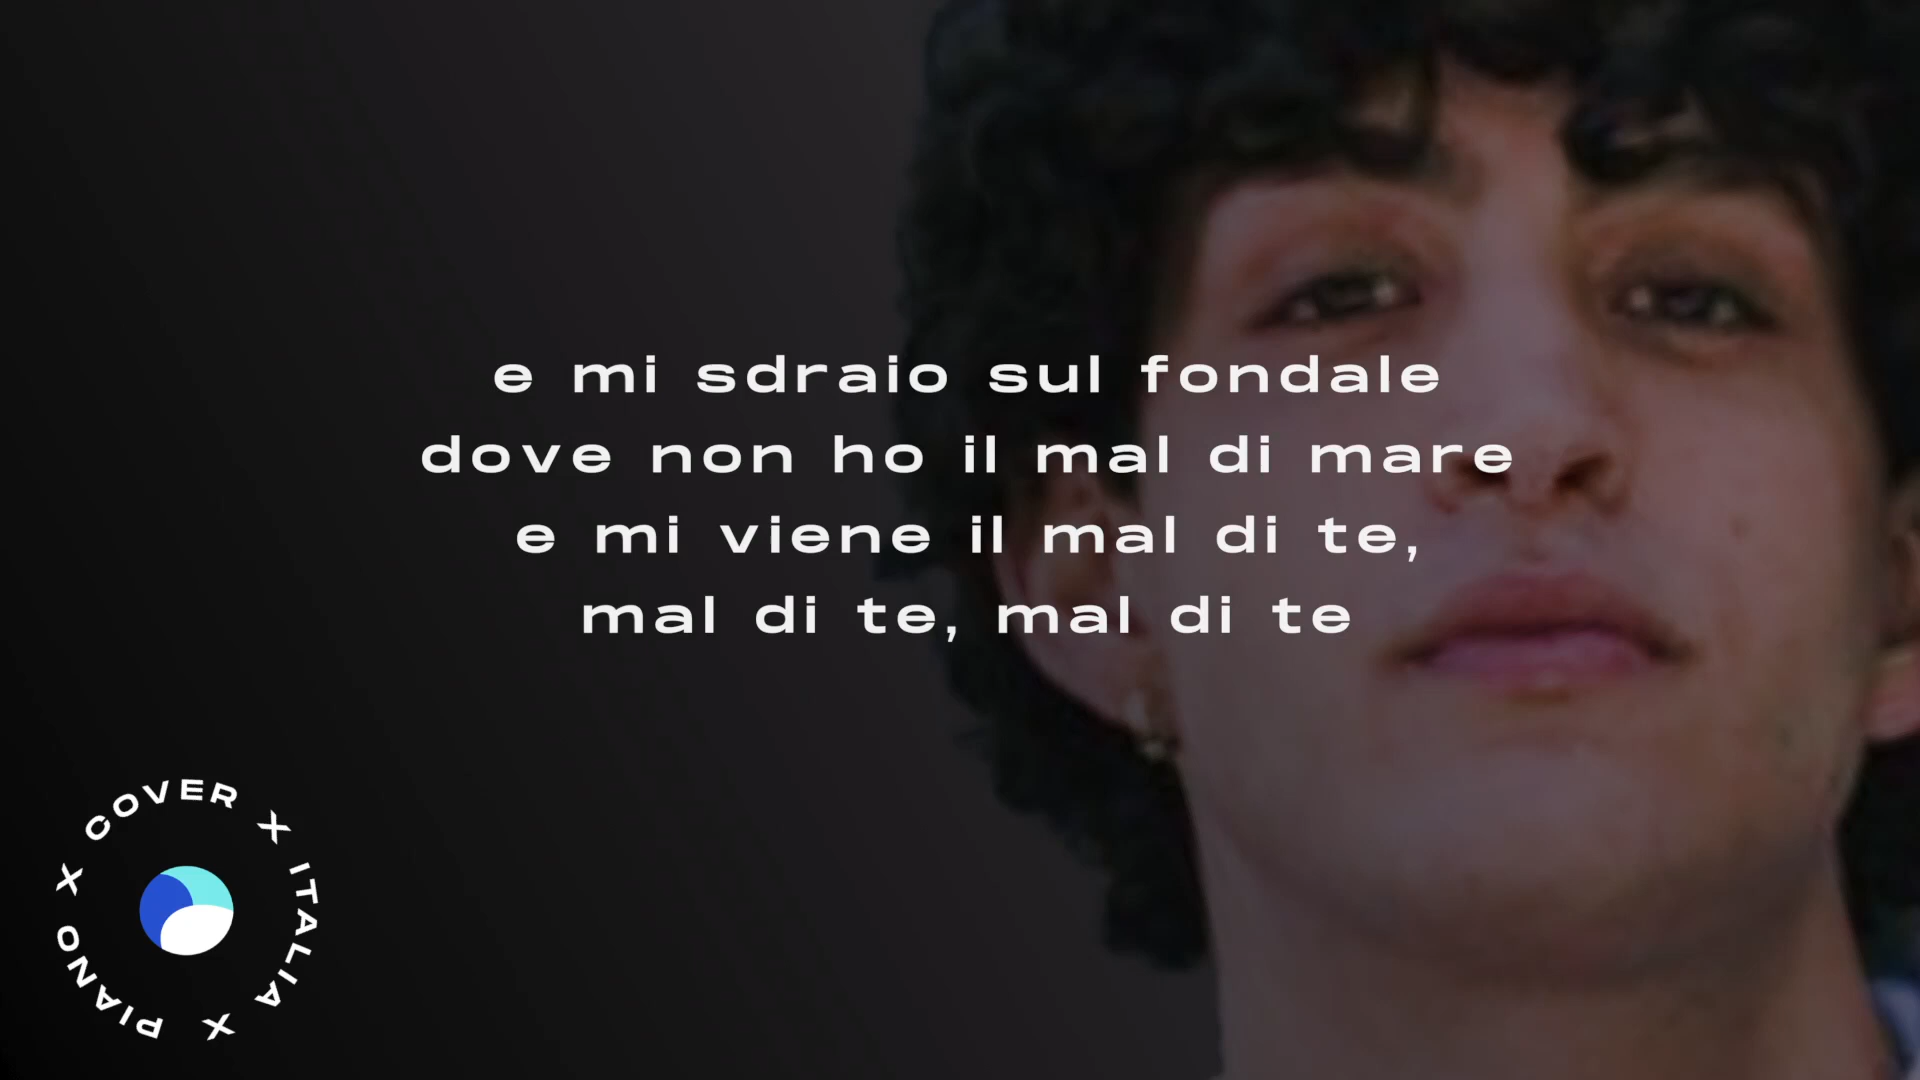 e mi sdraio sul fondale
dove non ho il mal di mare
e mi viene il mal di te,
mal di te, mal di te
PIANO X COVER X ITALIA X